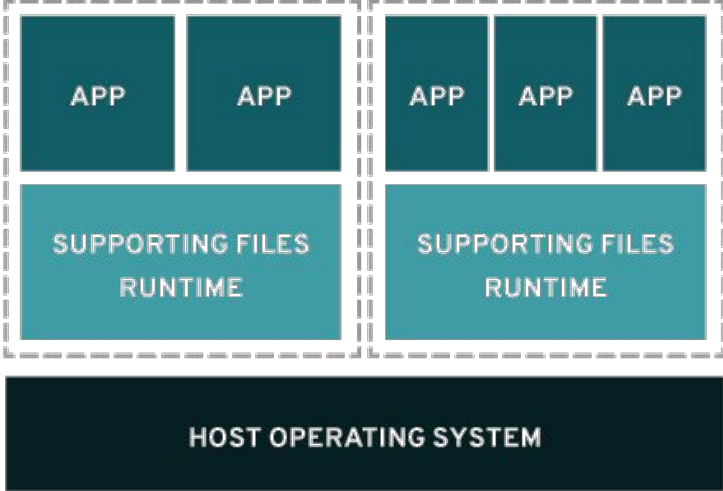 APP
APP
APP
APP
APP
SUPPORTING FILES
RUNTIME
SUPPORTING FILES
RUNTIME
HOST OPERATING SYSTEM